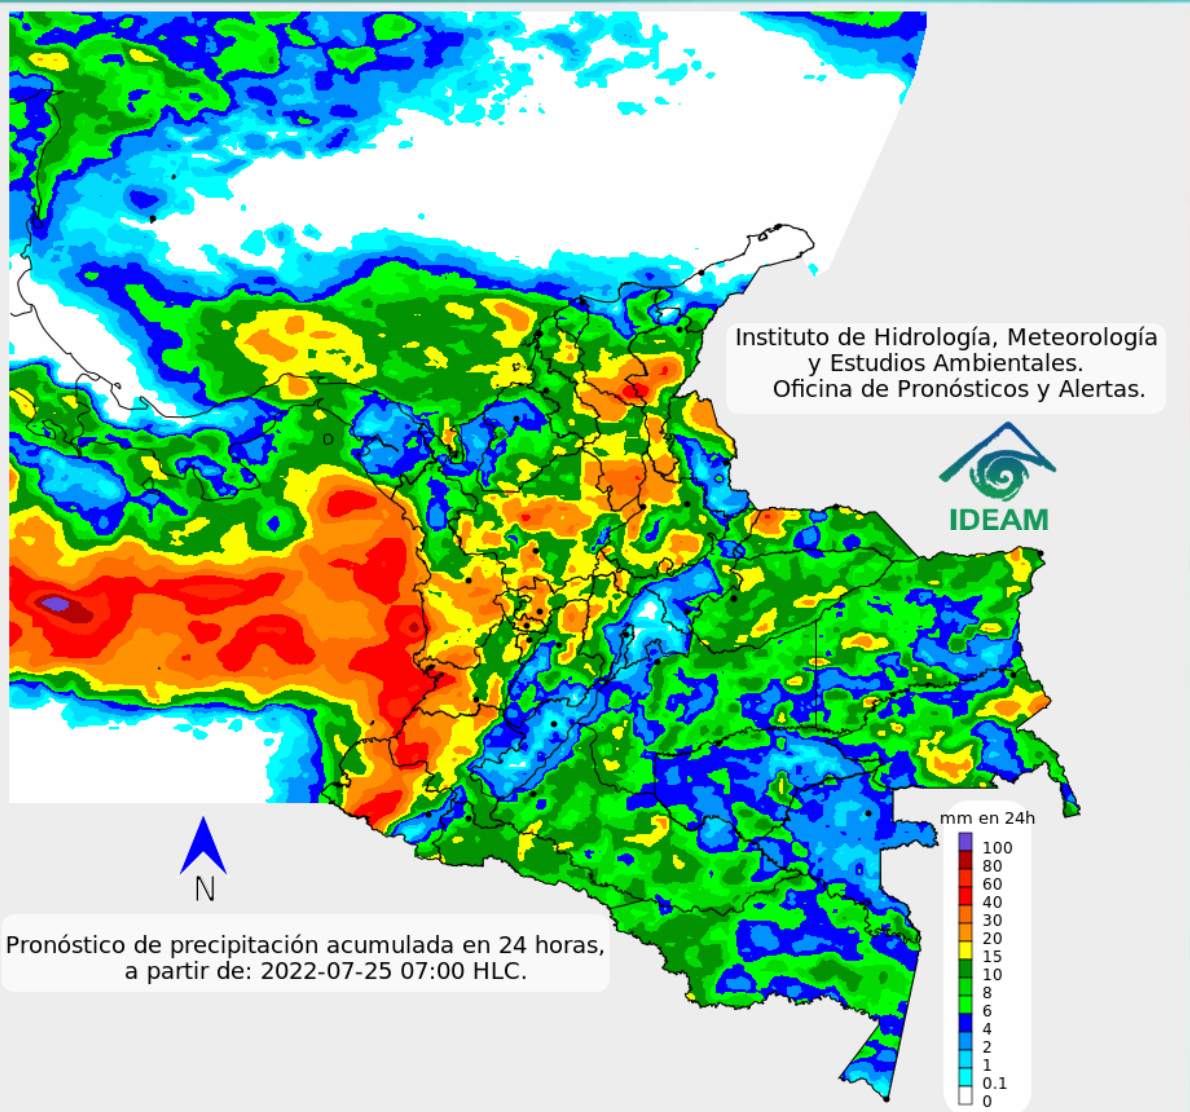 Instituto de Hidrología, Meteorología
y Estudios Ambientales.
Oficina de Pronósticos y Alertas.
IDEAM
mm en 24h
100
80
60
40
30
20
15
10
8
6
4
2
1
0.1
0
N
Pronóstico de precipitación acumulada en 24 horas,
a partir de: 2022-07-25 07:00 HLC.